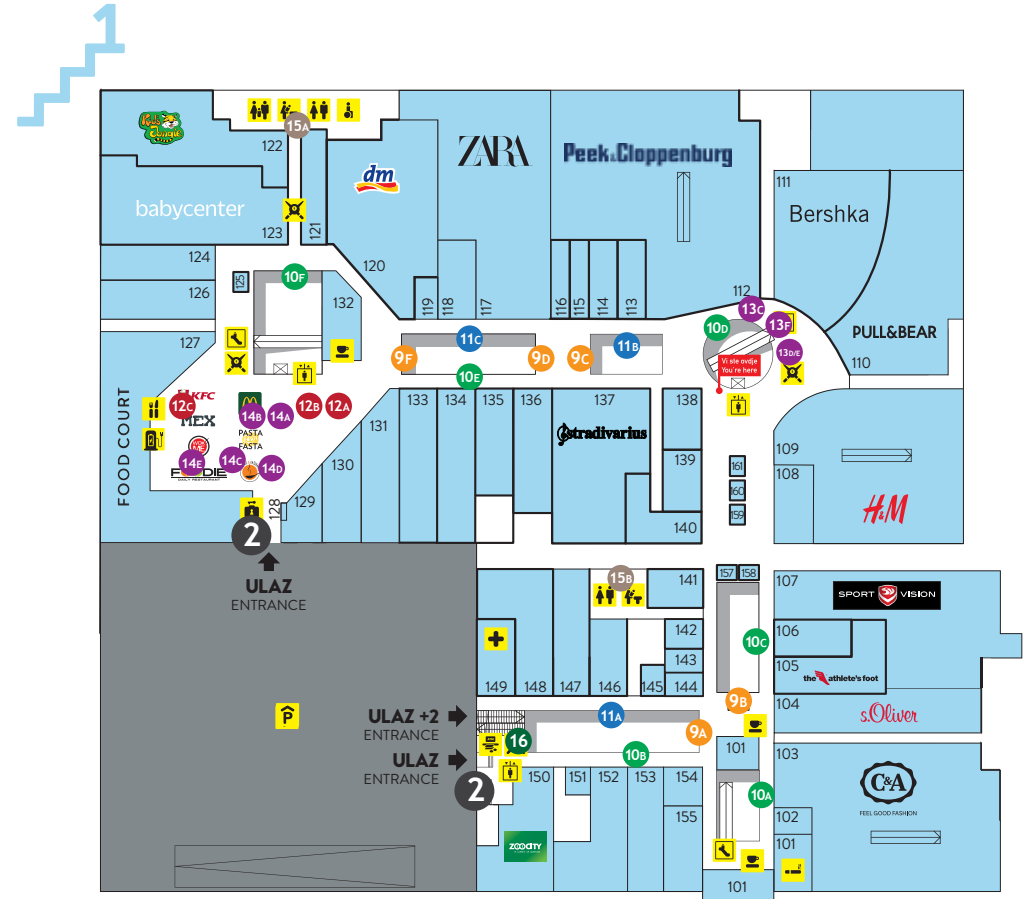 1
Kids
Jungle
15A
122
ZARA
Peek&Cloppenburg
dm
111
Bershka
babycenter
123
121
124
120
125
10F
126
132
119
118
117
116
115
114
113
112
13C
10D
13F
PULL&BEAR
110
127
11C
11B
9F
9D
9C
10E
Vi ste ovdje
You're here
13D/E
FOOD COURT
KFC
12C
MEX
14B
14A
12B
12A
PASTA
FASTA
WOK
ME
14E
14C
14D
FOODIE
DAILY RESTAURANT
133
134
135
136
137
138
stradivarius
131
130
129
128
139
140
161
160
159
109
108
H&M
2
ULAZ
ENTRANCE
15B
141
157
158
107
SPORT VISION
142
143
144
145
146
147
148
149
10C
106
105
the athlete's foot
104
s.Oliver
P
ULAZ +2
ENTRANCE
11A
9B
9A
16
ULAZ
ENTRANCE
10B
101
103
2
150
151
152
153
154
155
10A
C&A
FEEL GOOD FASHION
102
101
ZOOCITY
101